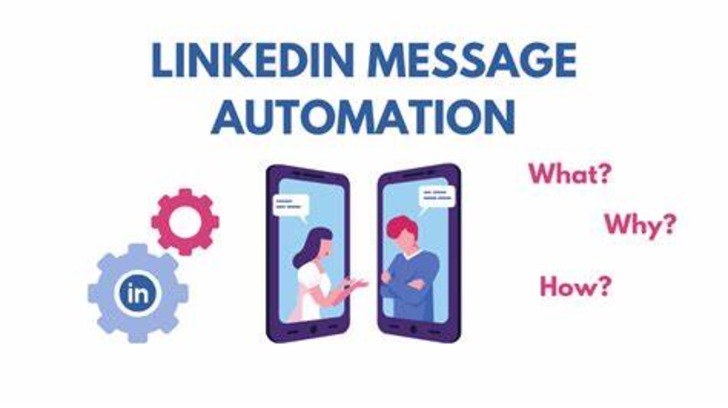 LINKEDIN MESSAGE
AUTOMATION
What?
Why?
How?
in